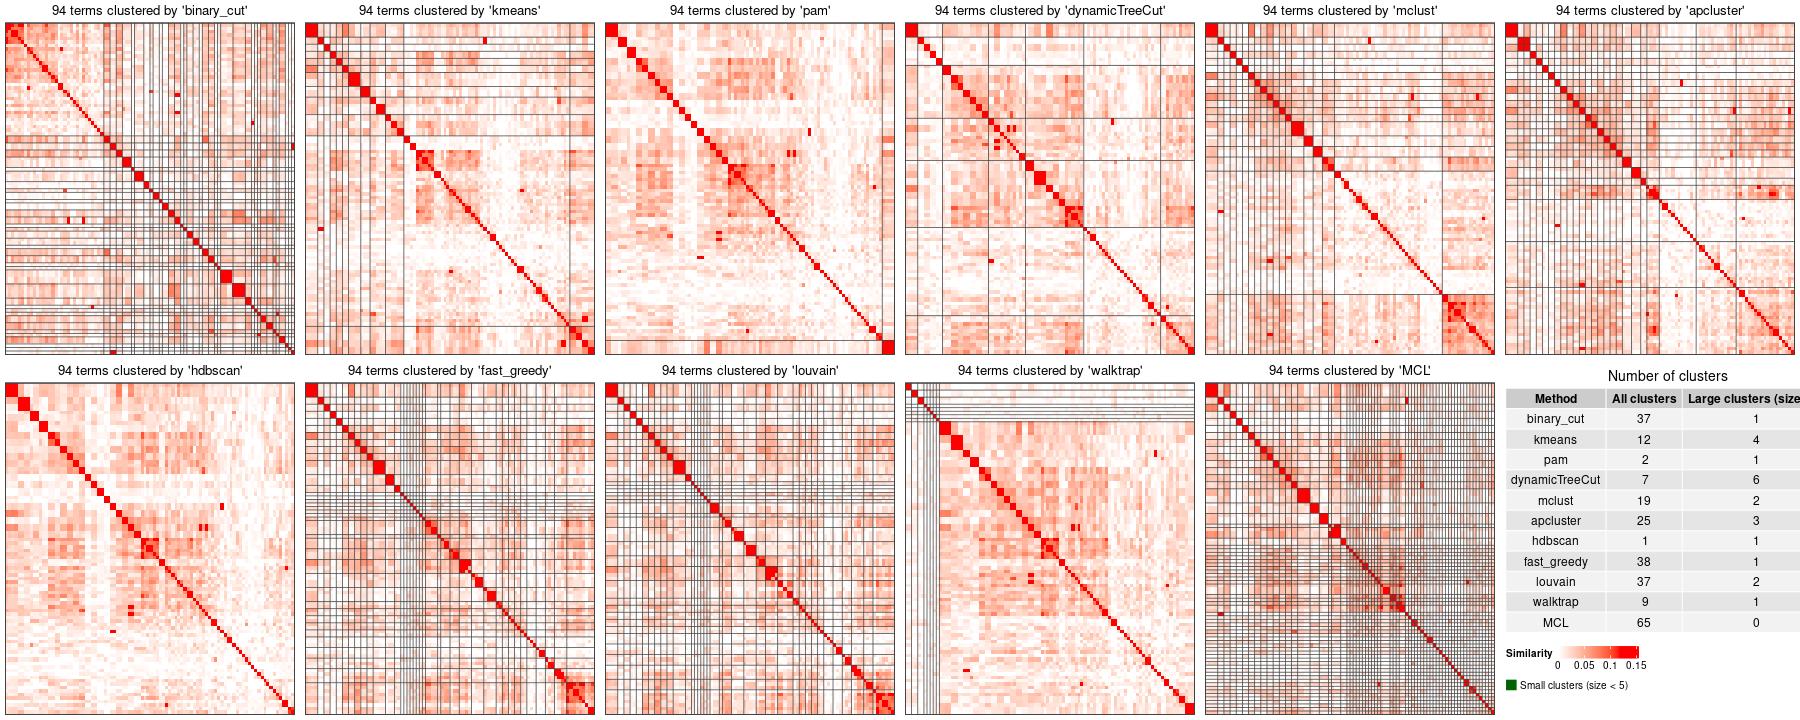 94 terms clustered by 'binary_cut'
94 terms clustered by 'kmeans'
94 terms clustered by 'pam'
94 terms clustered by 'dynamicTreeCut'
94 terms clustered by 'mclust'
94 terms clustered by 'apcluster'
94 terms clustered by 'hdbscan'
94 terms clustered by 'fast_greedy'
94 terms clustered by 'louvain'
94 terms clustered by 'walktrap'
94 terms clustered by 'MCL'
Number of clusters
Method All clusters Large clusters (size
binary_cut 37 1
kmeans 12 4
pam 2 1
dynamicTreeCut 7 6
mclust 19 2
apcluster 25 3
hdbscan 1 1
fast_greedy 38 1
louvain 37 2
walktrap 9 1
MCL 65 0
Similarity
0 0.05 0.1 0.15
Small clusters (size < 5)